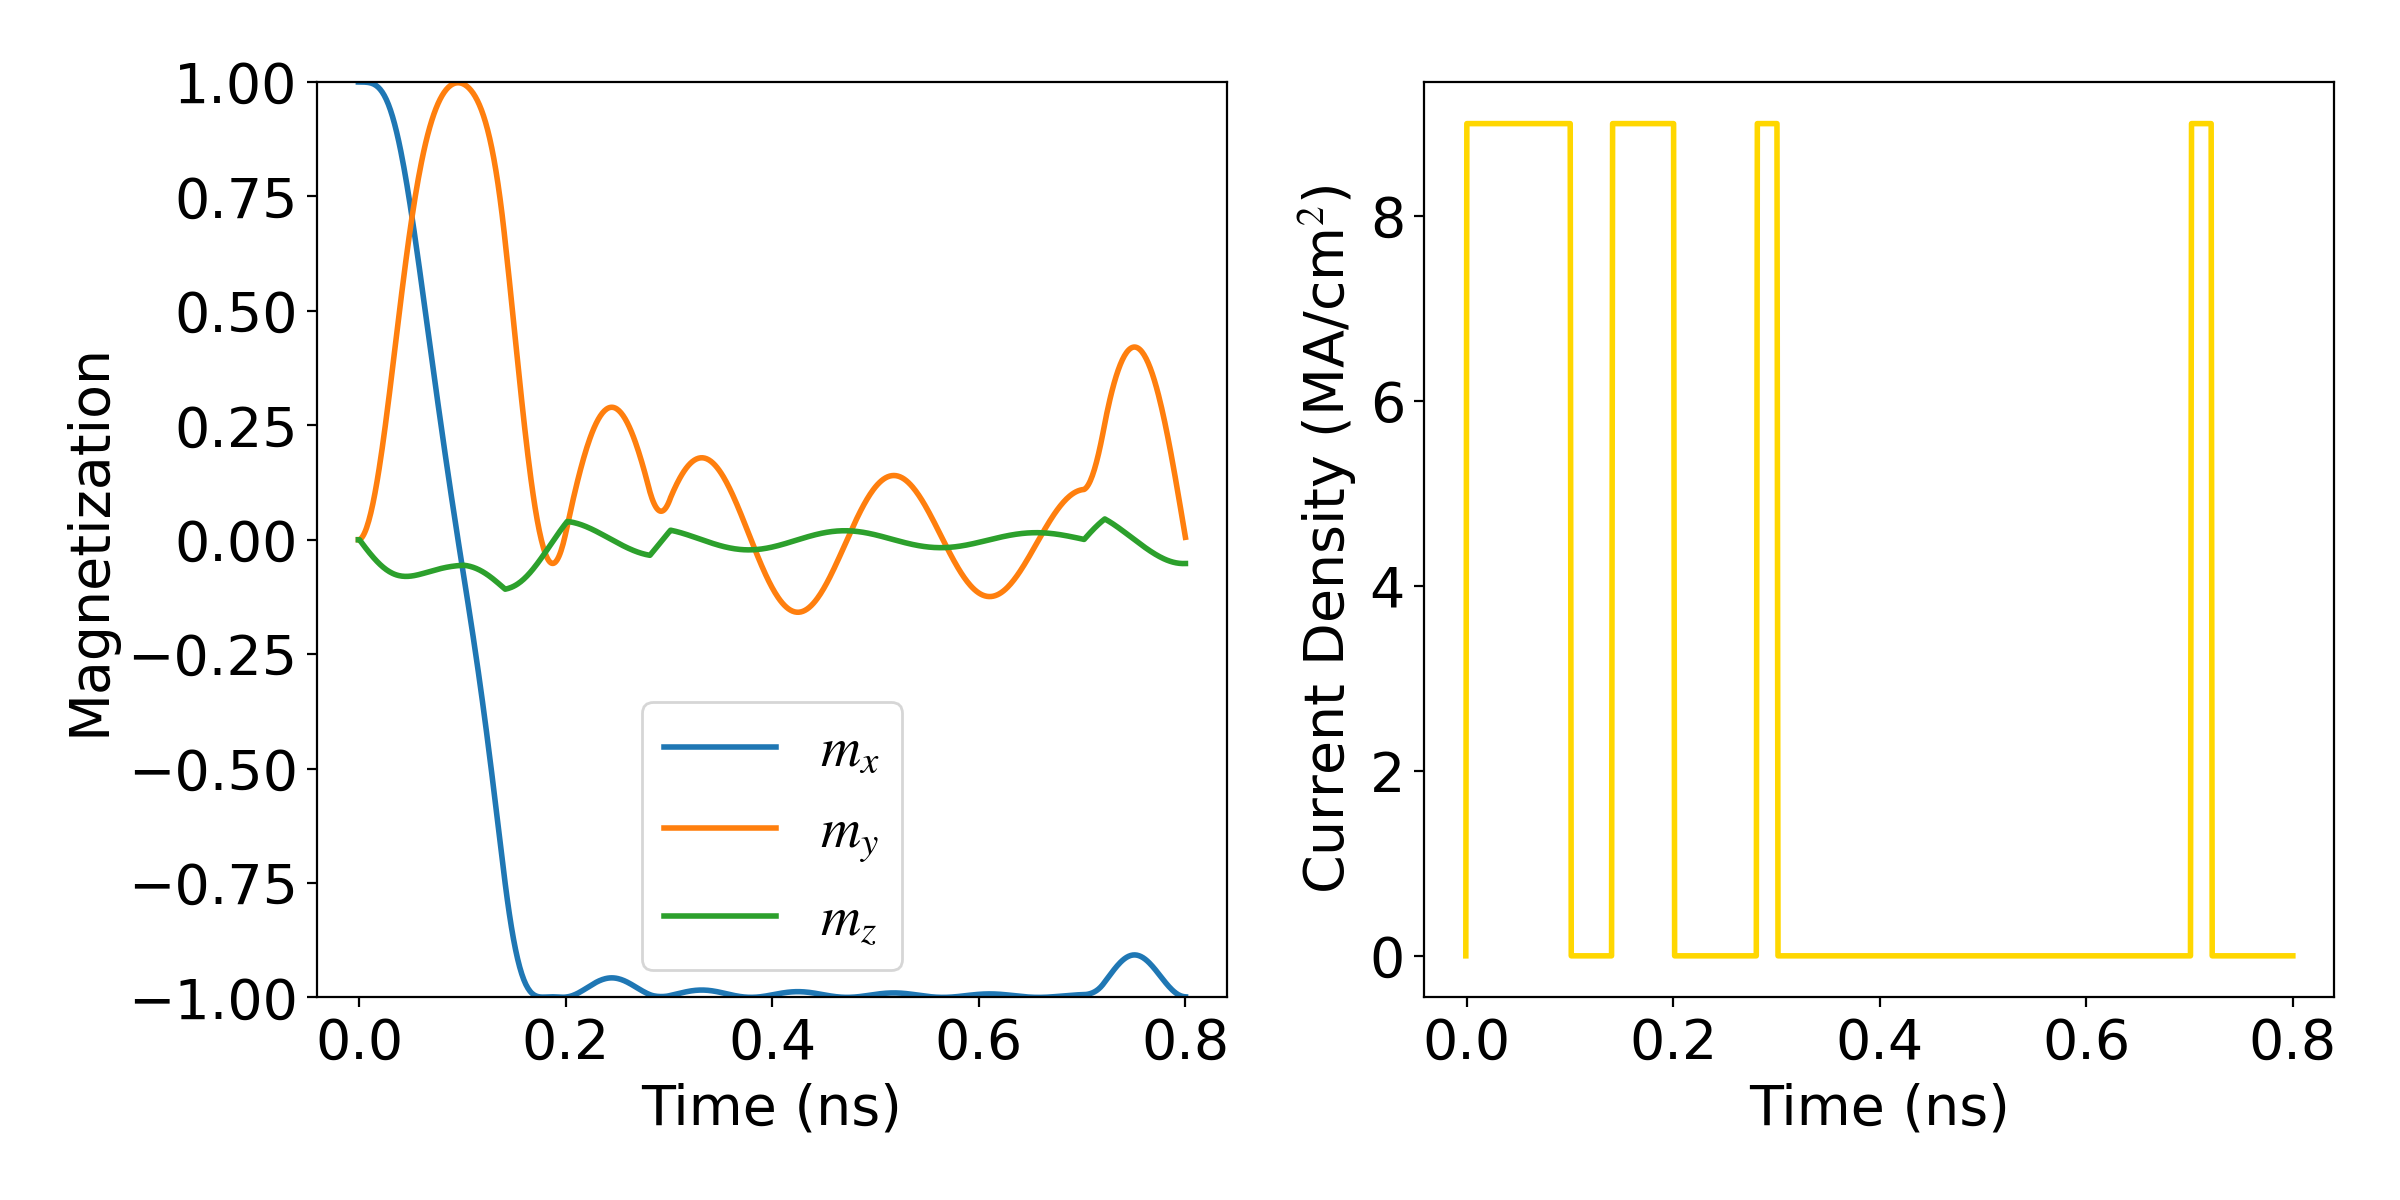 1.00
0.75
0.50
0.25
0.00
−0.25
−0.50
−0.75
−1.00
Magnetization
0.0 0.2 0.4 0.6 0.8
Time (ns)
mₓ
m_y
m_z
8
6
4
2
0
Current Density (MA/cm²)
0.0 0.2 0.4 0.6 0.8
Time (ns)